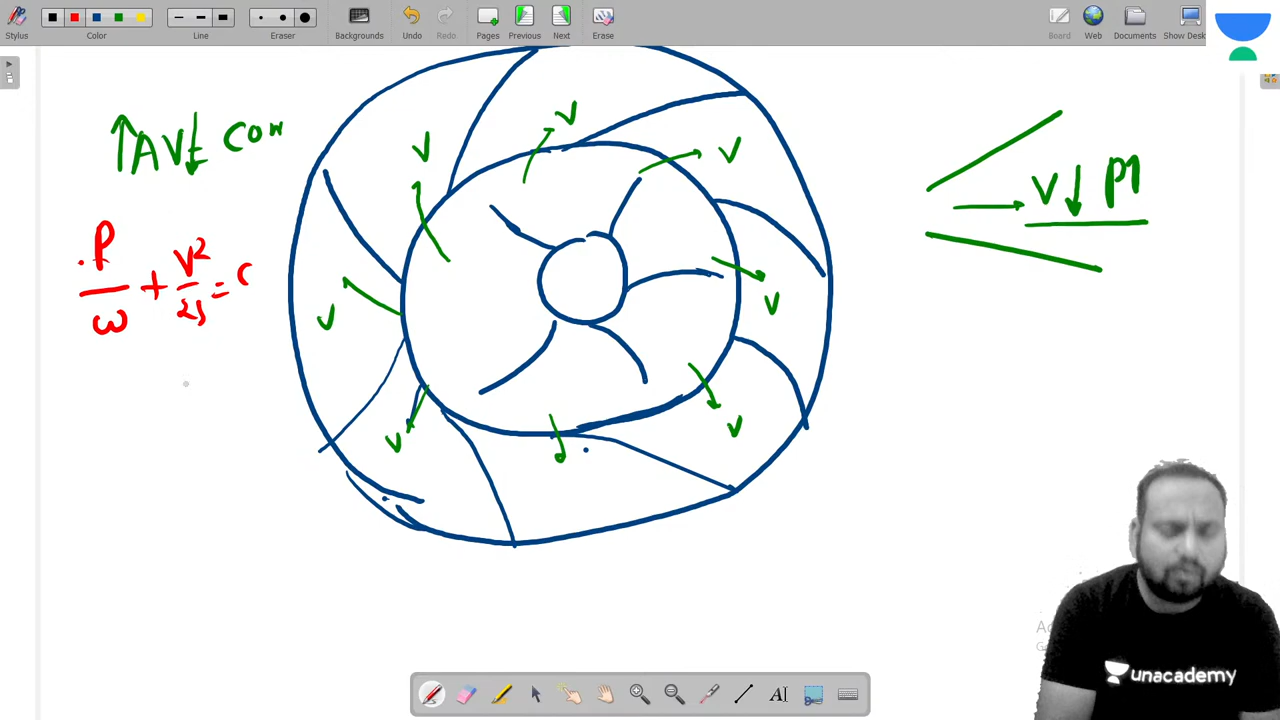 Stylus
Color
Line
Eraser
Backgrounds
Undo
Redo
Pages
Previous
Next
Erase
Board
Web
Documents
Show Desk
↑AV↓ Con
V
V
V
V↓ P↑
P/ω + V²/2g = C
V
V
V
V
unacademy